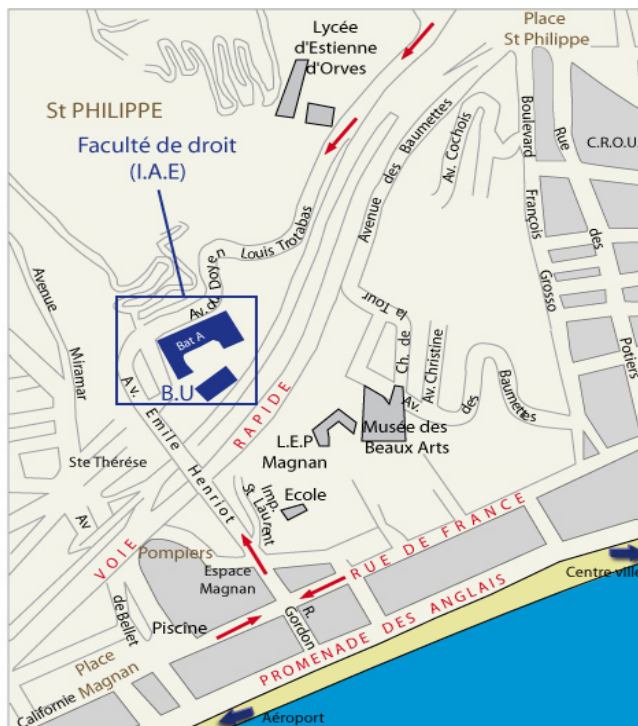 Place
St Philippe
Lycée
d'Estienne
d'Orves
St PHILIPPE
Faculté de droit
(I.A.E)
Avenue des Baumettes
Av. Cochois
Boulevard François Grosso
Rue des Potiers
C.R.O.U
Av. du Doyen Louis Trotabas
Avenue Miramar
Bat A
B.U
Av. Emile Henriot
Ch. de la Tour
Av. Christine
Av. des Baumettes
VOIE RAPIDE
Musée des
Beaux Arts
L.E.P
Magnan
Ecole
Imp.
St Laurent
Ste Thérése
Av
de Bellet
Pompiers
Espace
Magnan
RUE DE FRANCE
Centre ville
Piscîne
R.
Gordon
PROMENADE DES ANGLAIS
Place
Magnan
Californie
Aéroport